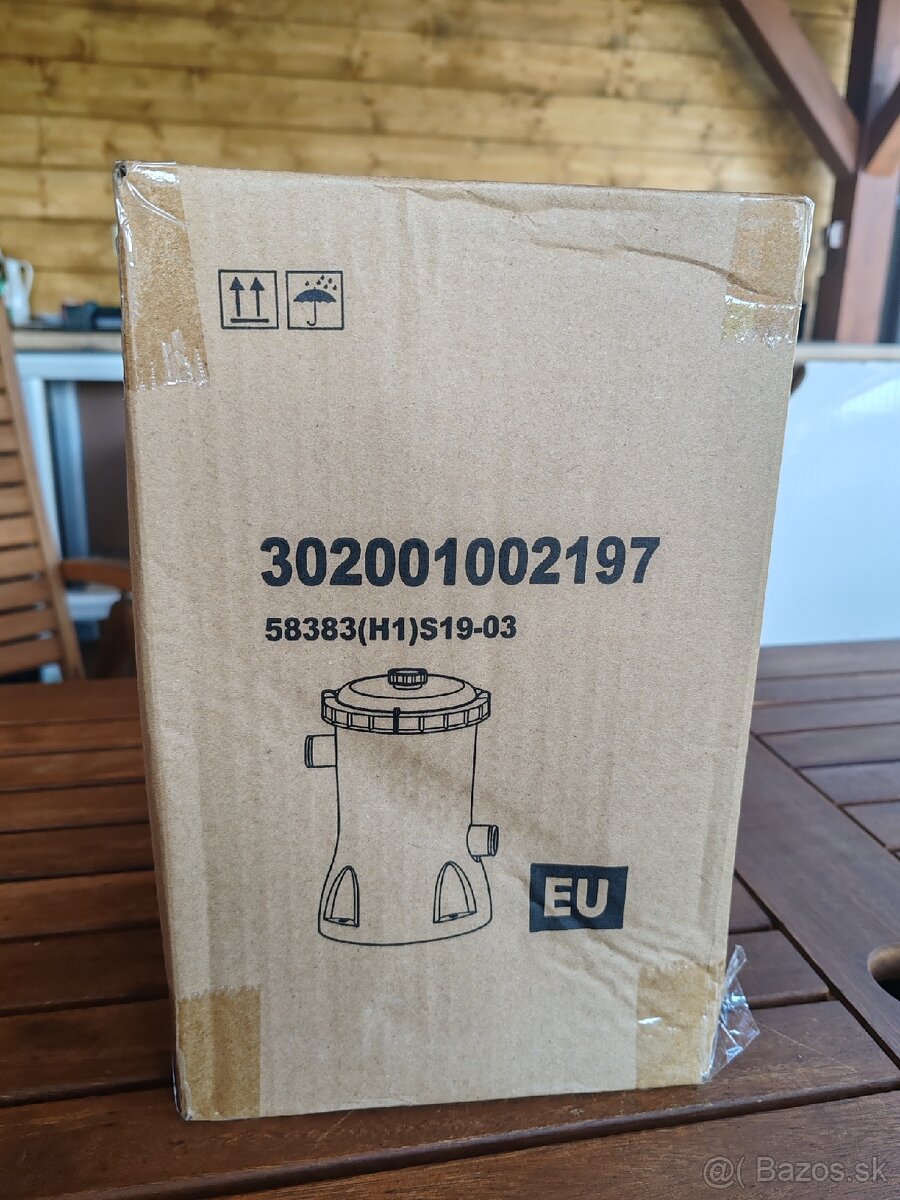 302001002197
58383(H1)S19-03
EU
@( Bazos.sk